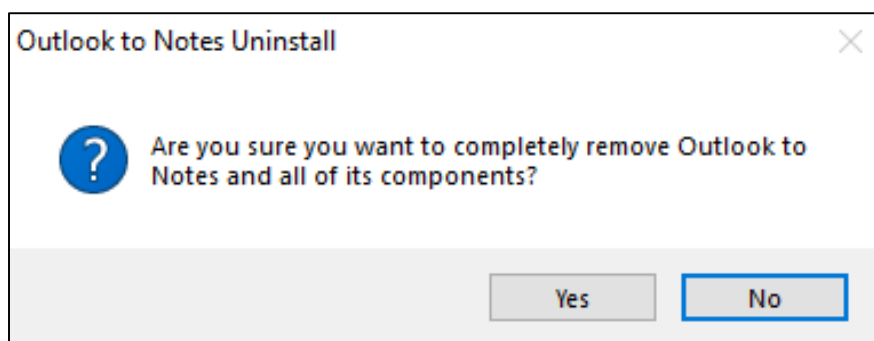 Outlook to Notes Uninstall
Are you sure you want to completely remove Outlook to
Notes and all of its components?
Yes No